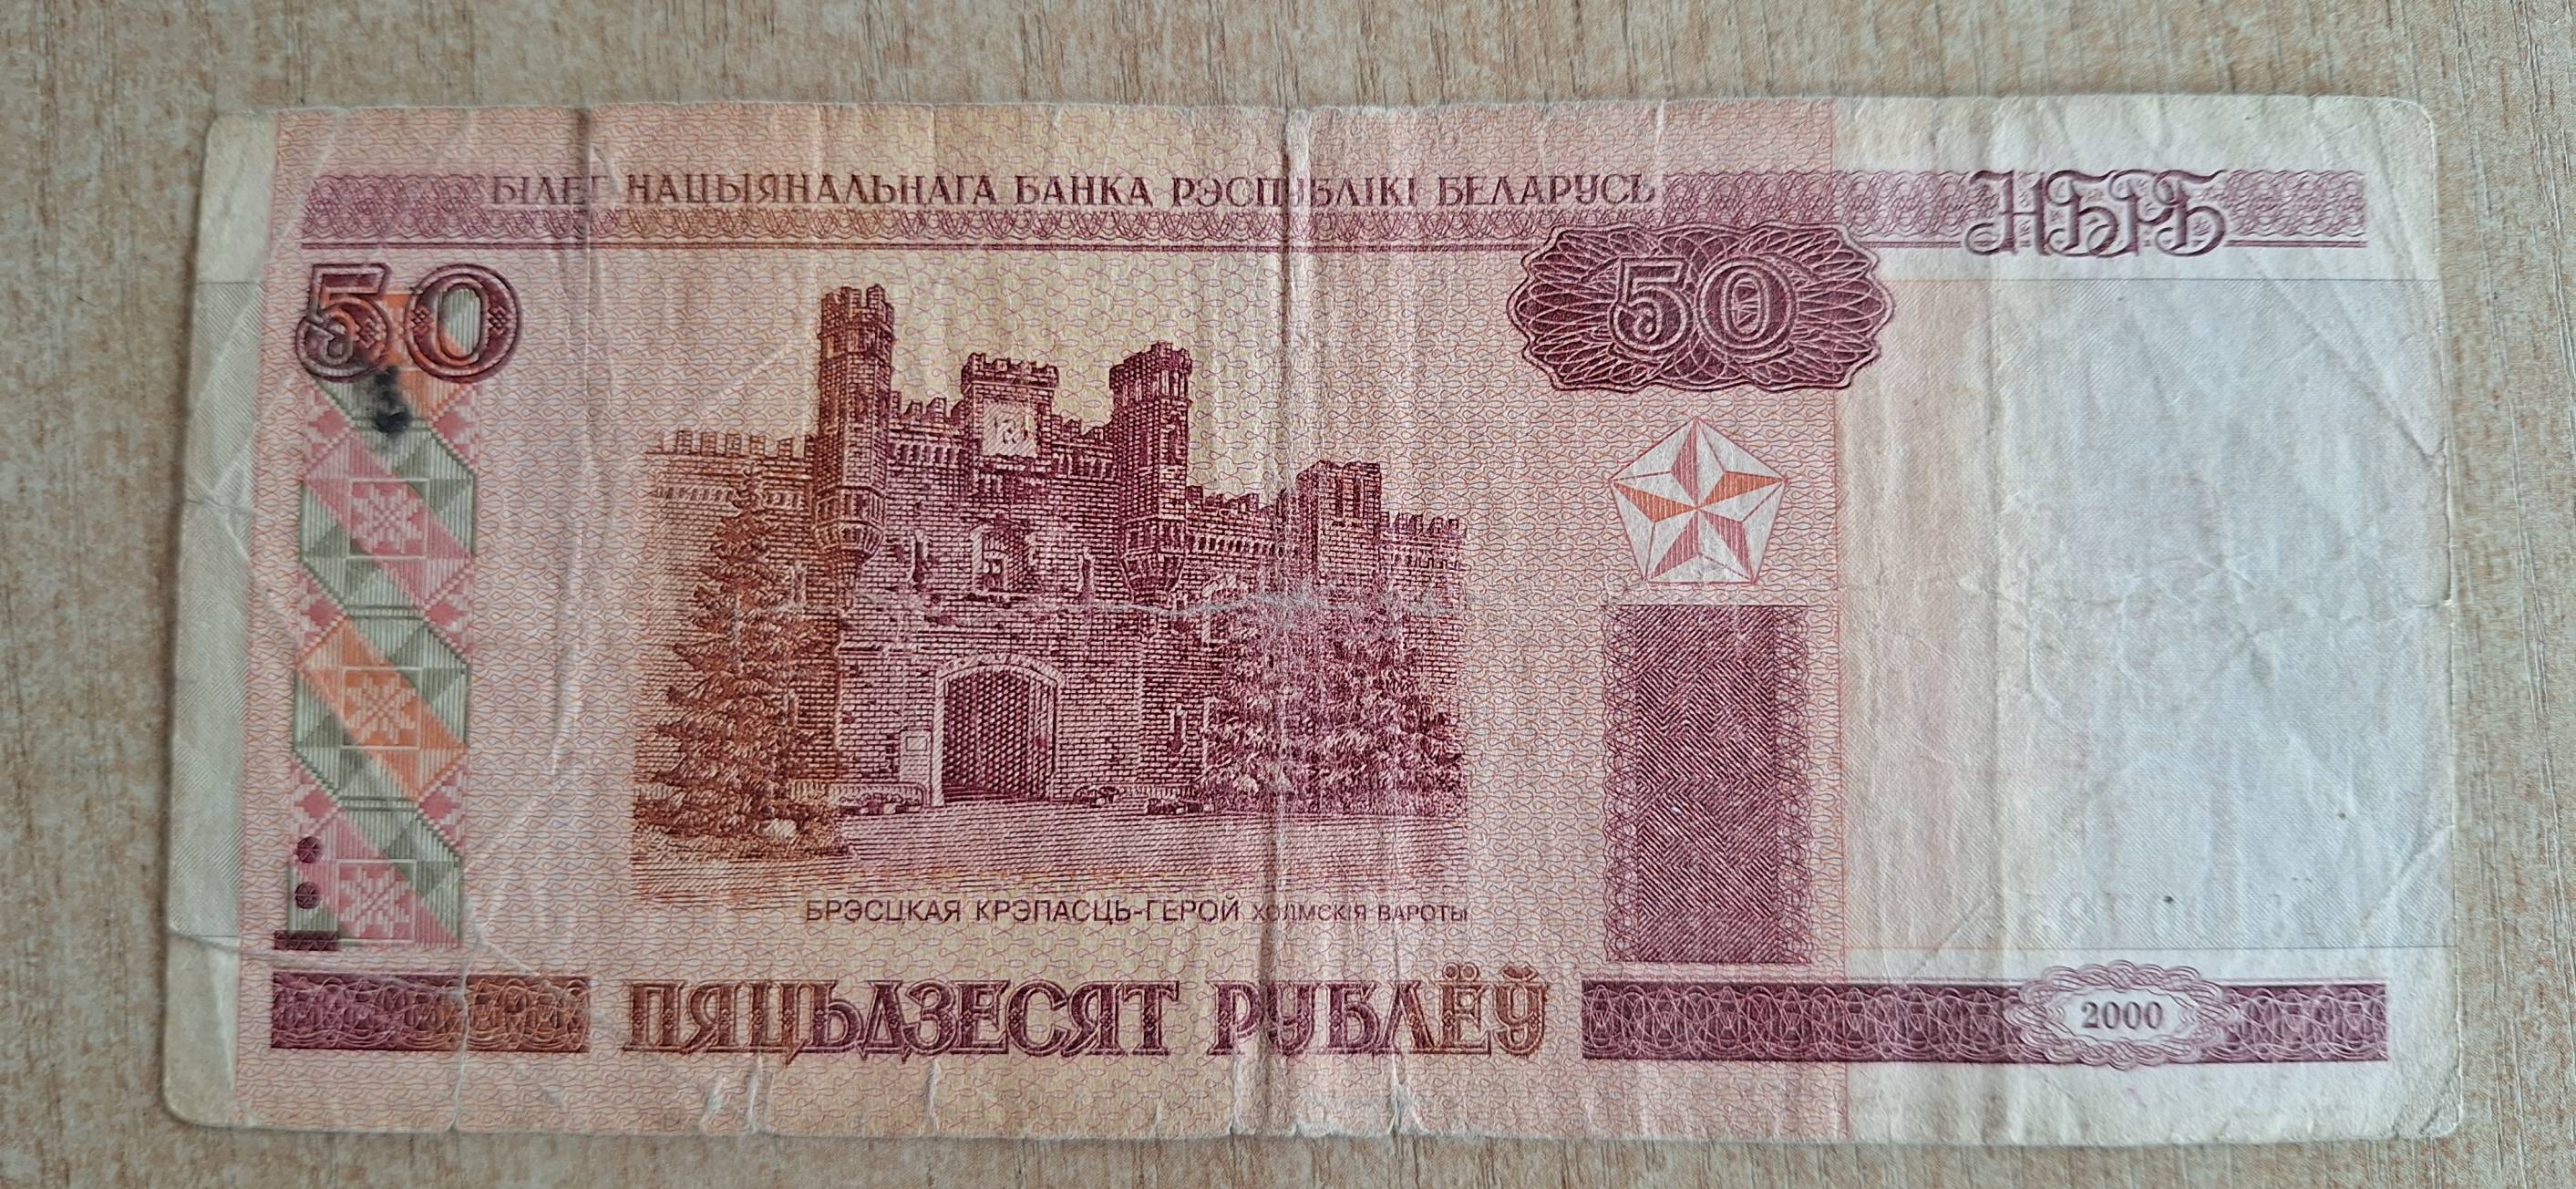 БІЛЕТ НАЦЫЯНАЛЬНАГА БАНКА РЭСПУБЛІКІ БЕЛАРУСЬ
НБРБ
50
50
БРЭСЦКАЯ КРЭПАСЦЬ-ГЕРОЙ ХОЛМСКІЯ ВАРОТЫ
ПЯЦЬДЗЕСЯТ РУБЛЁЎ
2000